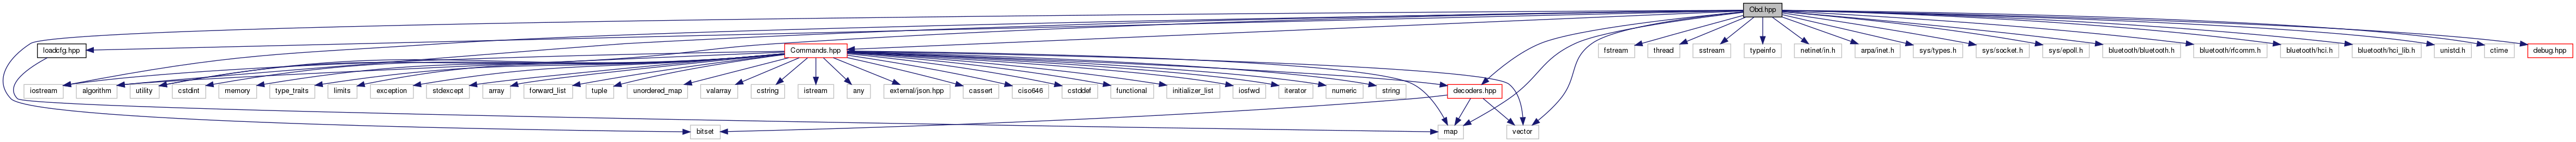 Obd.hpp
loadcfg.hpp
Commands.hpp
fstream
thread
sstream
typeinfo
netinet/in.h
arpa/inet.h
sys/types.h
sys/socket.h
sys/epoll.h
bluetooth/bluetooth.h
bluetooth/rfcomm.h
bluetooth/hci.h
bluetooth/hci_lib.h
unistd.h
ctime
debug.hpp
iostream
algorithm
utility
cstdint
memory
type_traits
limits
exception
stdexcept
array
forward_list
tuple
unordered_map
valarray
cstring
istream
any
external/json.hpp
cassert
ciso646
cstddef
functional
initializer_list
iosfwd
iterator
numeric
string
decoders.hpp
bitset
map
vector